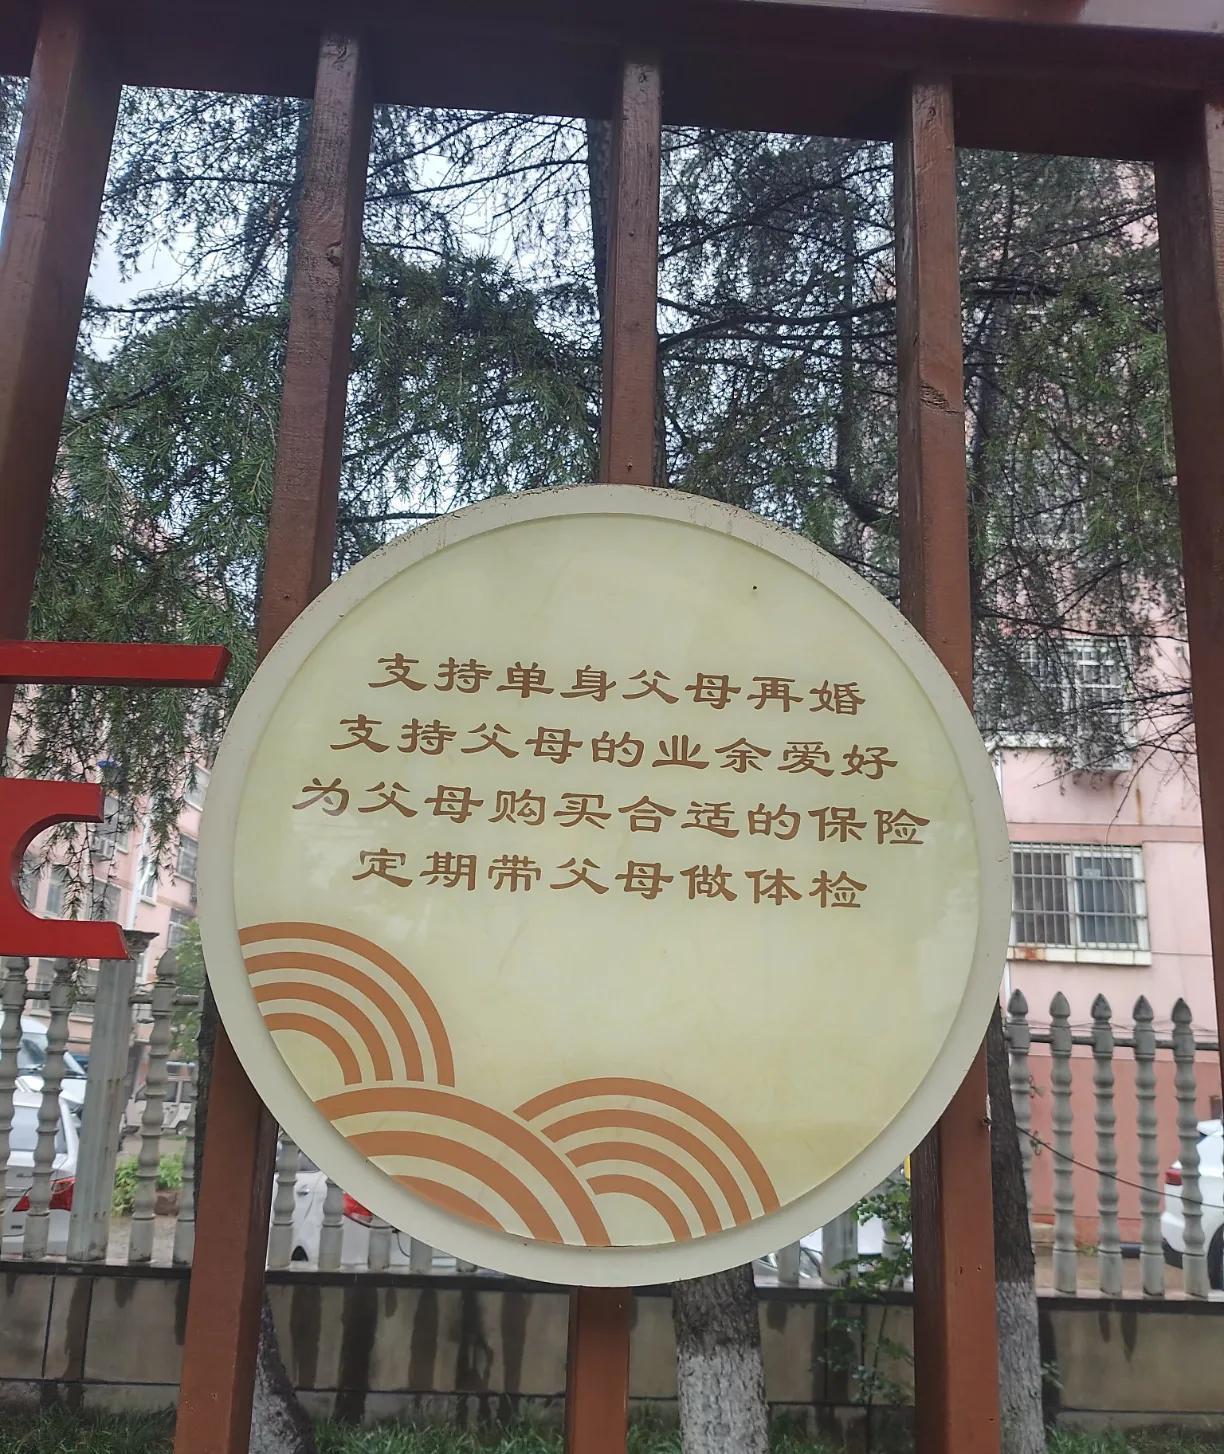 支持单身父母再婚
支持父母的业余爱好
为父母购买合适的保险
定期带父母做体检